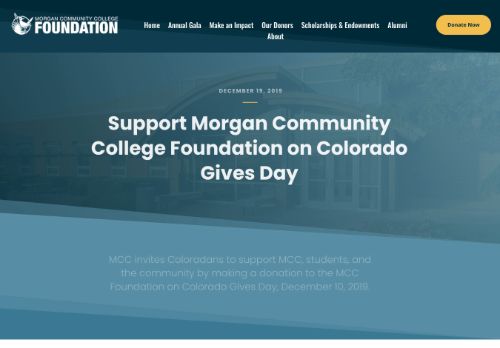 MORGAN COMMUNITY COLLEGE
FOUNDATION
Home Annual Gala Make an Impact Our Donors Scholarships & Endowments Alumni
About
Donate Now
DECEMBER 19, 2019
Support Morgan Community
College Foundation on Colorado
Gives Day
MCC invites Coloradans to support MCC, students, and
the community by making a donation to the MCC
Foundation on Colorado Gives Day, December 10, 2019.